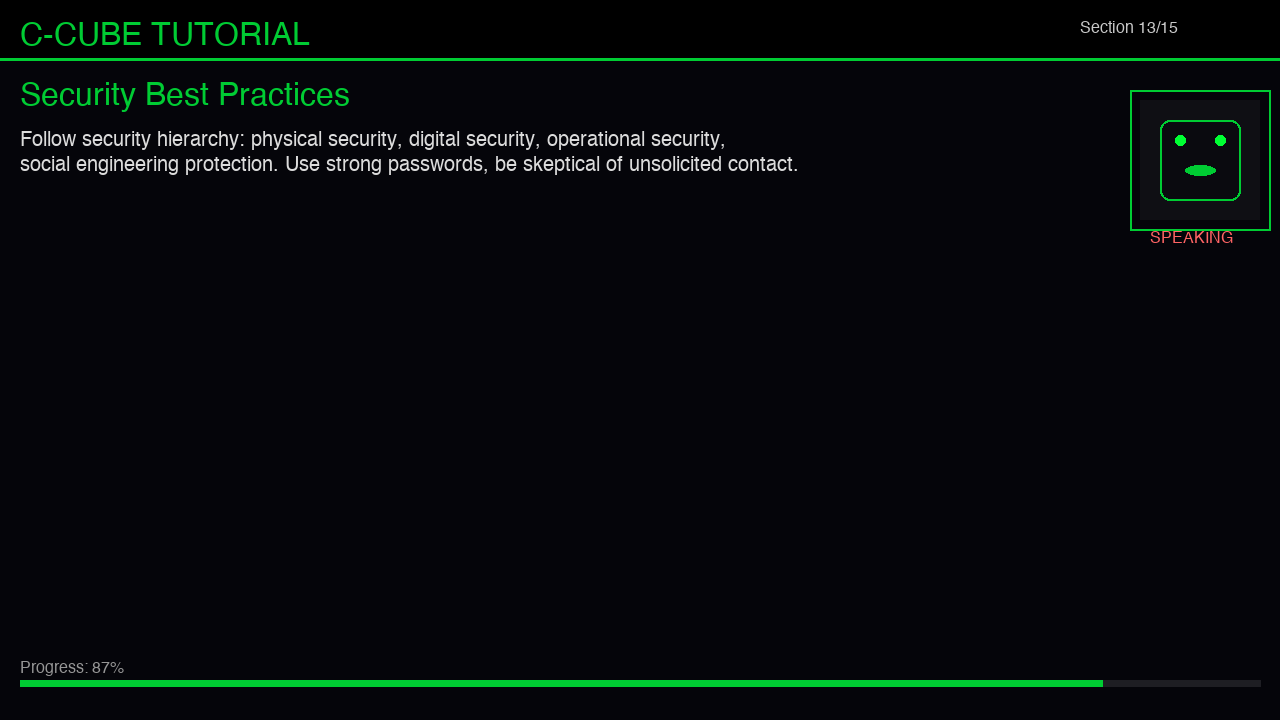 C-CUBE TUTORIAL
Section 13/15
Security Best Practices
Follow security hierarchy: physical security, digital security, operational security,
social engineering protection. Use strong passwords, be skeptical of unsolicited contact.
SPEAKING
Progress: 87%